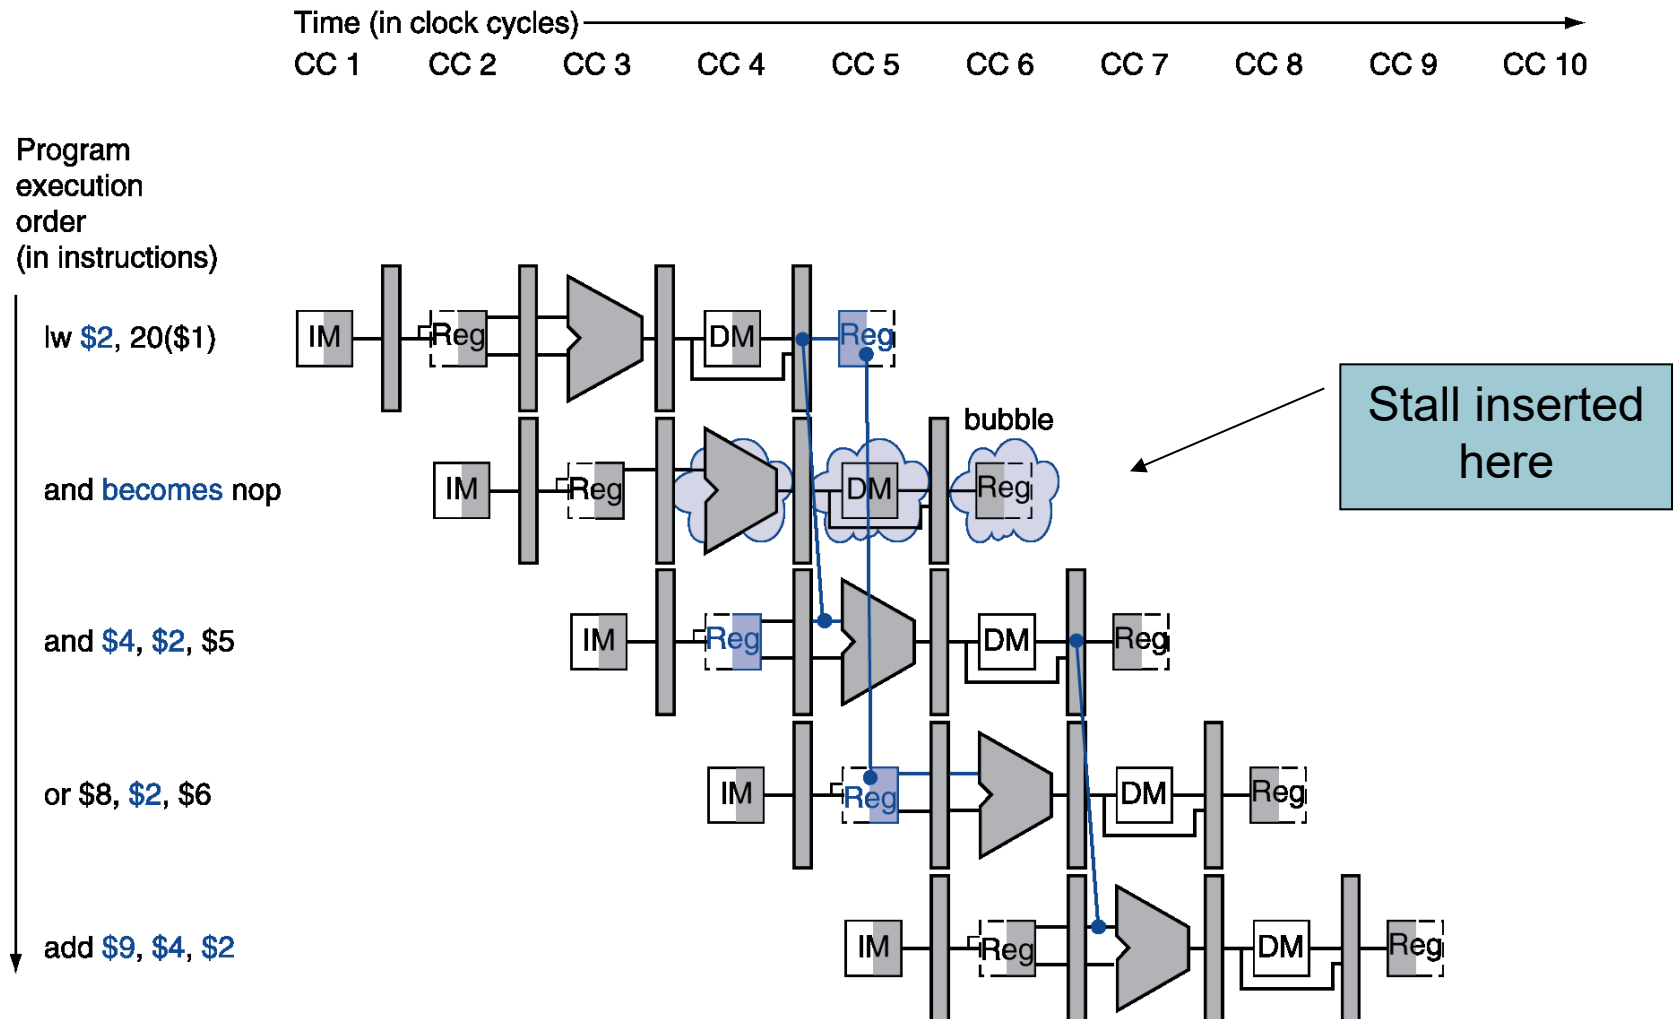 Time (in clock cycles)
CC 1 CC 2 CC 3 CC 4 CC 5 CC 6 CC 7 CC 8 CC 9 CC 10
Program
execution
order
(in instructions)
lw $2, 20($1)
IM Reg DM Reg
Stall inserted
here
bubble
and becomes nop
IM Reg DM Reg
and $4, $2, $5
IM Reg DM Reg
or $8, $2, $6
IM Reg DM Reg
add $9, $4, $2
IM Reg DM Reg